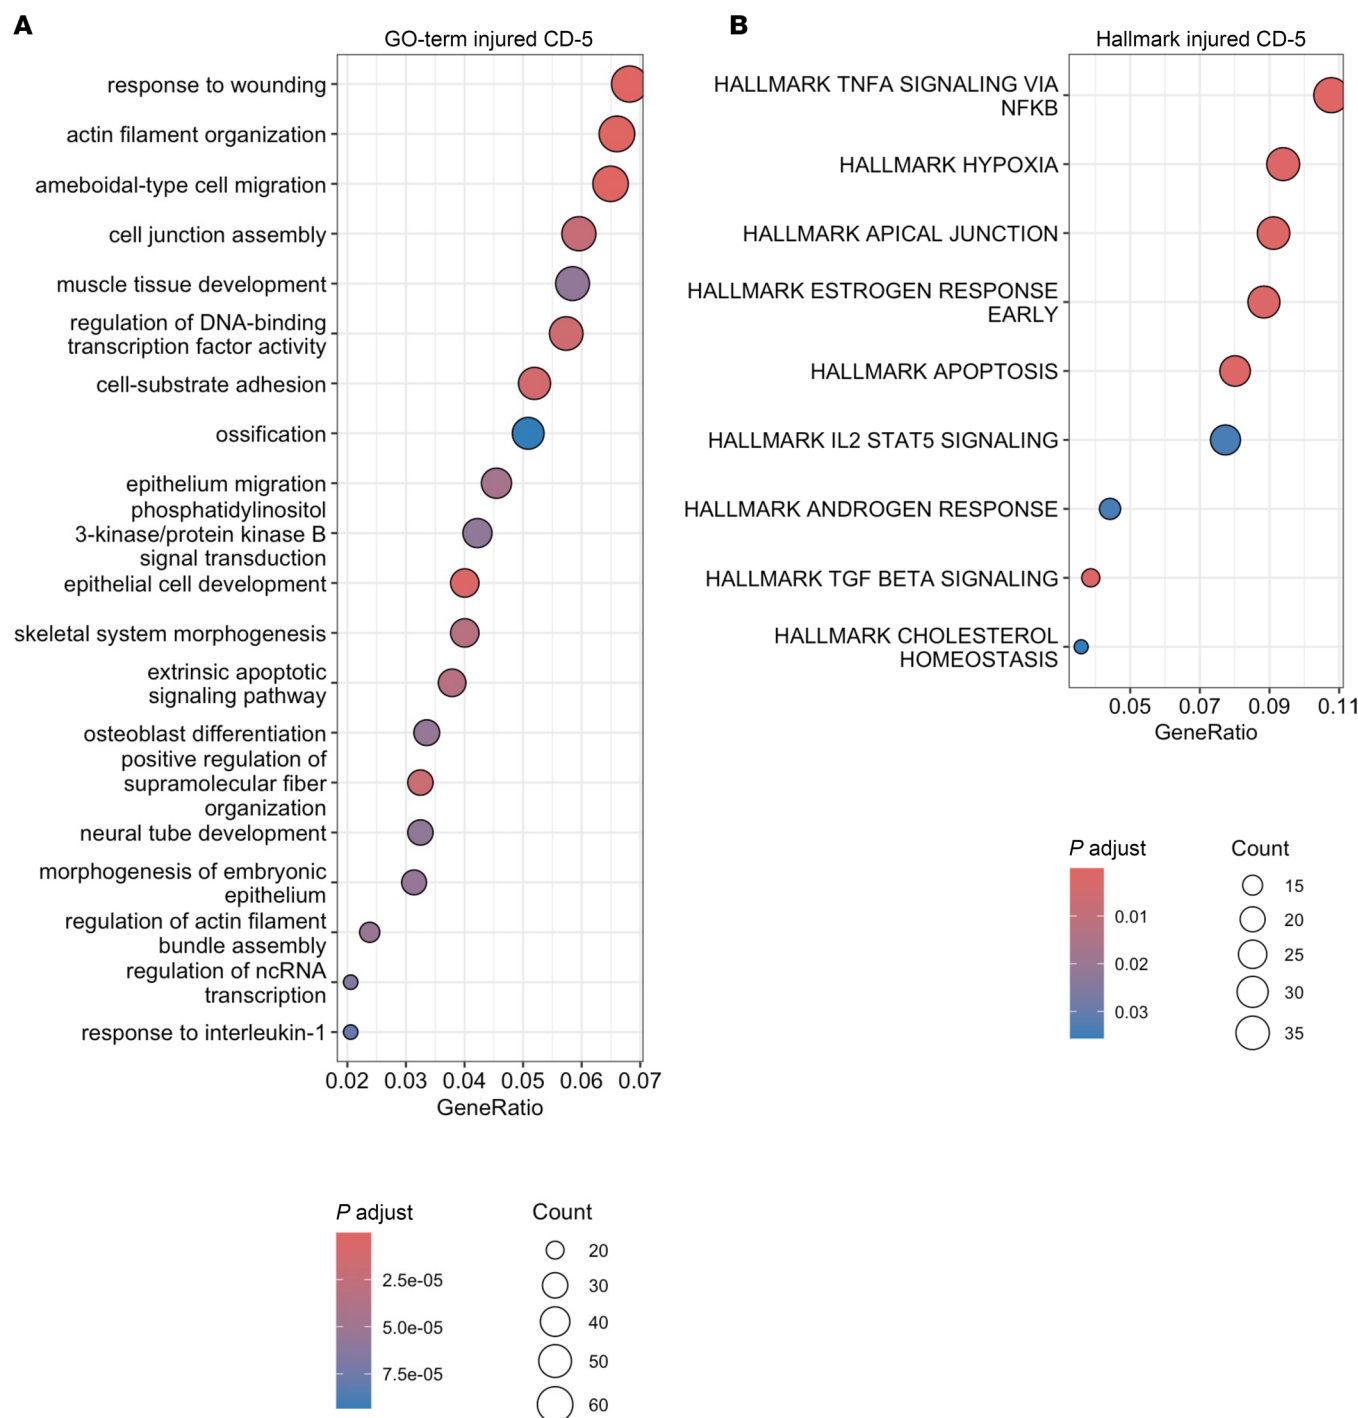 A
GO-term injured CD-5
response to wounding
actin filament organization
ameboidal-type cell migration
cell junction assembly
muscle tissue development
regulation of DNA-binding
transcription factor activity
cell-substrate adhesion
ossification
epithelium migration
phosphatidylinositol
3-kinase/protein kinase B
signal transduction
epithelial cell development
skeletal system morphogenesis
extrinsic apoptotic
signaling pathway
osteoblast differentiation
positive regulation of
supramolecular fiber
organization
neural tube development
morphogenesis of embryonic
epithelium
regulation of actin filament
bundle assembly
regulation of ncRNA
transcription
response to interleukin-1
0.02 0.03 0.04 0.05 0.06 0.07
GeneRatio
P adjust
2.5e-05
5.0e-05
7.5e-05
Count
20
30
40
50
60
B
Hallmark injured CD-5
HALLMARK TNFA SIGNALING VIA
NFKB
HALLMARK HYPOXIA
HALLMARK APICAL JUNCTION
HALLMARK ESTROGEN RESPONSE
EARLY
HALLMARK APOPTOSIS
HALLMARK IL2 STAT5 SIGNALING
HALLMARK ANDROGEN RESPONSE
HALLMARK TGF BETA SIGNALING
HALLMARK CHOLESTEROL
HOMEOSTASIS
0.05 0.07 0.09 0.11
GeneRatio
P adjust
0.01
0.02
0.03
Count
15
20
25
30
35